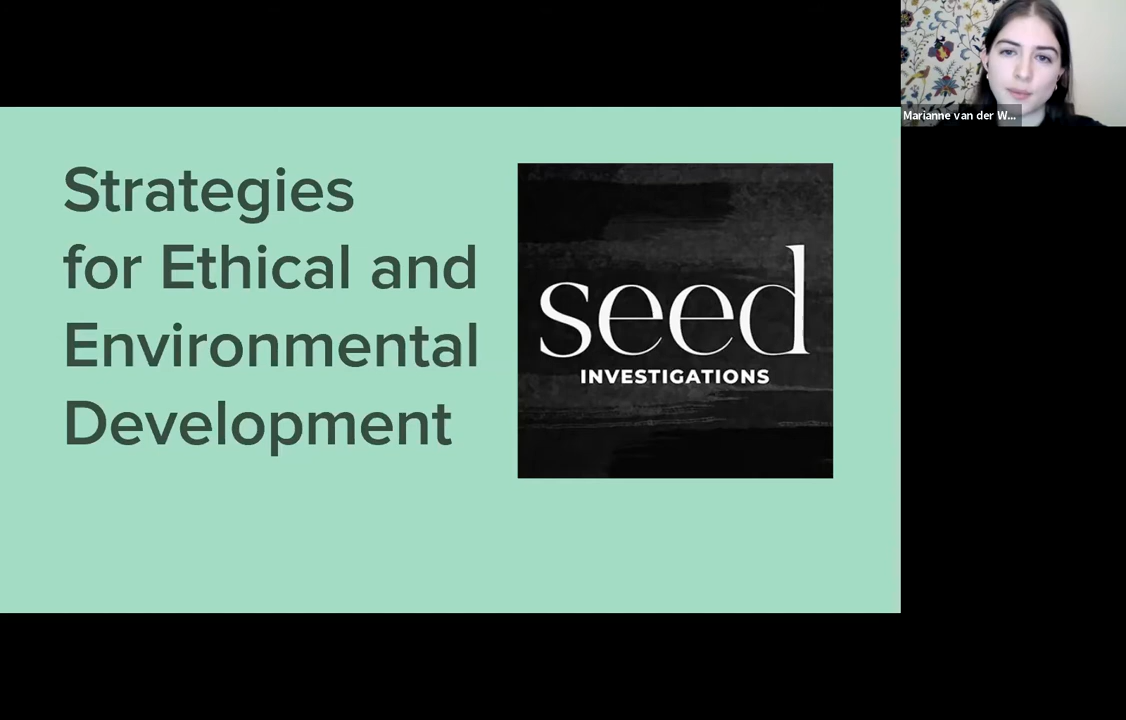 Strategies
for Ethical and
Environmental
Development
seed
INVESTIGATIONS
Marianne van der W...